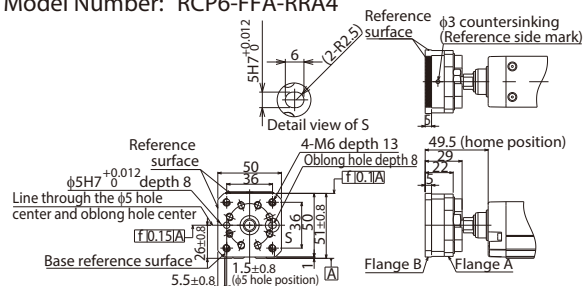 Model Number: RCP6-FFA-RRA4
Reference surface
ϕ3 countersinking
(Reference side mark)
5H7 +0.012 0
6
(2-R2.5)
Detail view of S
5
Reference surface
50
36
4-M6 depth 13
Oblong hole depth 8
f 0.1 A
ϕ5H7 +0.012 0 depth 8
Line through the ϕ5 hole
center and oblong hole center
f 0.15 A
26±0.8
S
36
50
51±0.8
1
Base reference surface
1.5±0.8
5.5±0.8
(ϕ5 hole position)
A
49.5 (home position)
29
22
5
Flange B
Flange A